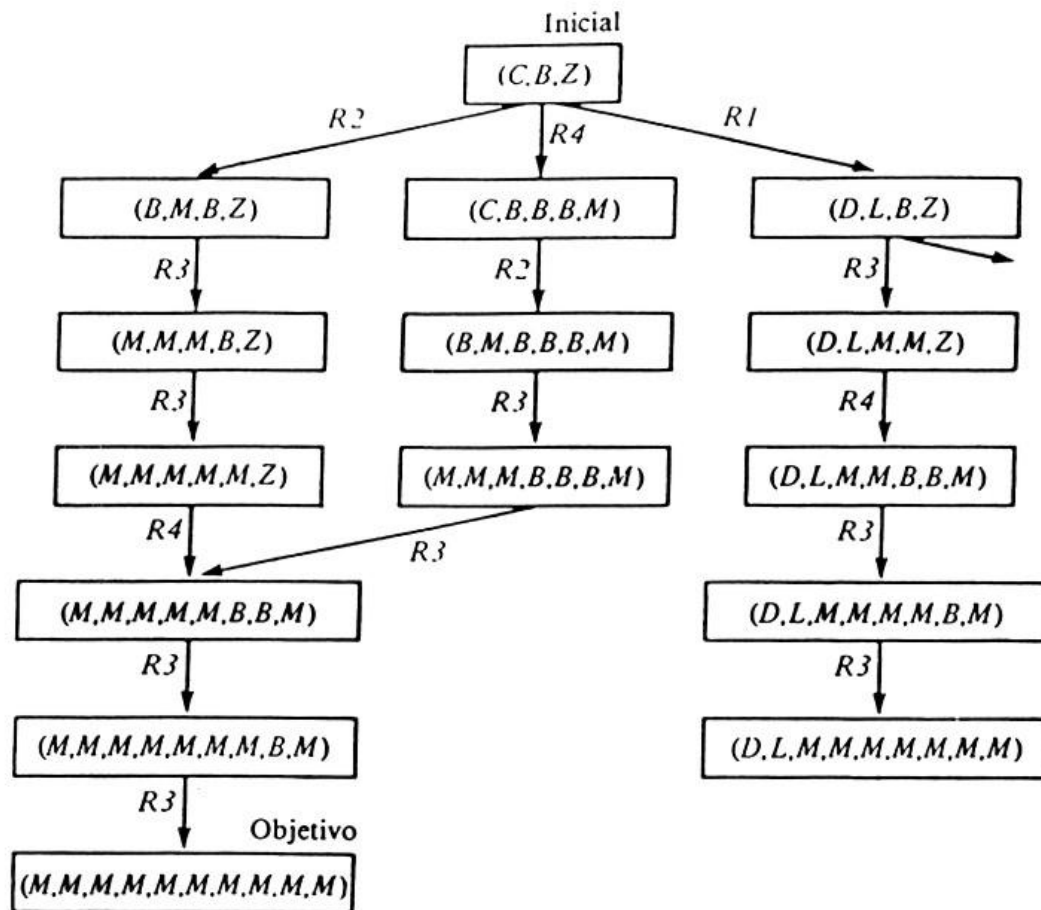 Inicial
(C,B,Z)
R2 R4 R1
(B,M,B,Z) (C,B,B,B,M) (D,L,B,Z)
R3 R2 R3
(M,M,M,B,Z) (B,M,B,B,B,M) (D,L,M,M,Z)
R3 R3 R4
(M,M,M,M,M,Z) (M,M,M,B,B,B,M) (D,L,M,M,B,B,M)
R4 R3 R3
(M,M,M,M,M,B,B,M) (D,L,M,M,M,M,B,M)
R3 R3
(M,M,M,M,M,M,M,B,M) (D,L,M,M,M,M,M,M,M)
R3
Objetivo
(M,M,M,M,M,M,M,M,M,M)